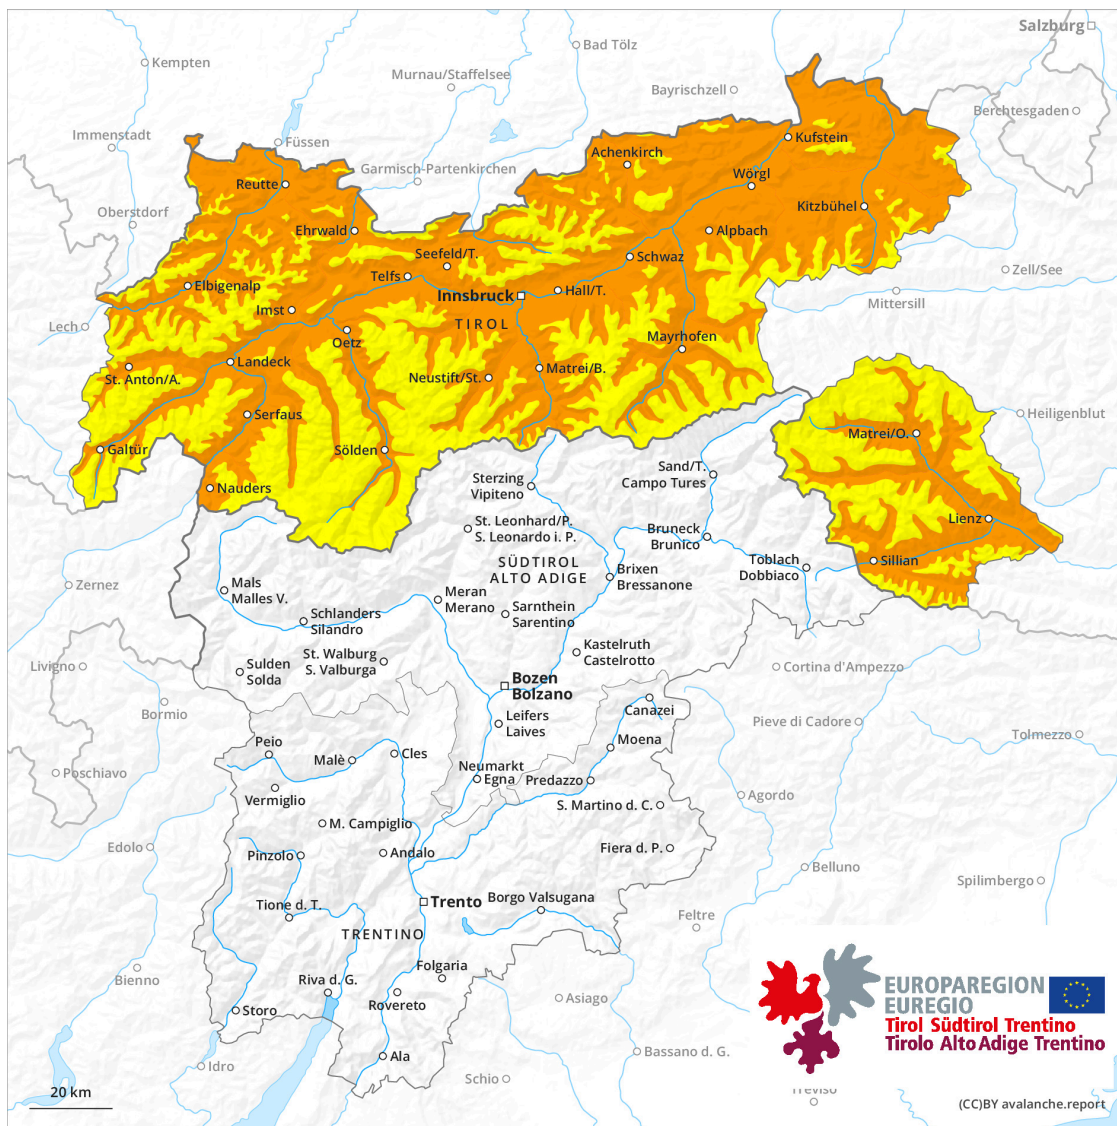 Salzburg
Bad Tölz
Kempten
Murnau/Staffelsee
Bayrischzell
Berchtesgaden
Immenstadt
Füssen
Kufstein
Achenkirch
Garmisch-Partenkirchen
Wörgl
Reutte
Oberstdorf
Kitzbühel
Ehrwald
Alpbach
Seefeld/T.
Schwaz
Telfs
Zell/See
Elbigenalp
Hall/T.
Innsbruck
Mittersill
Imst
TIROL
Lech
Oetz
Mayrhofen
Landeck
Matrei/B.
St. Anton/A.
Neustift/St.
Serfaus
Heiligenblut
Matrei/O.
Galtür
Sölden
Sand/T.
Campo Tures
Sterzing
Vipiteno
Nauders
Lienz
St. Leonhard/P.
S. Leonardo i. P.
Bruneck
Brunico
SÜDTIROL
ALTO ADIGE
Toblach
Dobbiaco
Sillian
Brixen
Bressanone
Zernez
Mals
Malles V.
Meran
Merano
Sarnthein
Sarentino
Schlanders
Silandro
Kastelruth
Castelrotto
St. Walburg
S. Valburga
Livigno
Sulden
Solda
Cortina d'Ampezzo
Bozen
Bolzano
Canazei
Bormio
Leifers
Laives
Pieve di Cadore
Tolmezzo
Peio
Moena
Malè
Cles
Poschiavo
Neumarkt
Egna
Predazzo
Vermiglio
Agordo
S. Martino d. C.
M. Campiglio
Edolo
Pinzolo
Andalo
Fiera d. P.
Belluno
Spilimbergo
Trento
Borgo Valsugana
Tione d. T.
Feltre
TRENTINO
Folgaria
Bienno
Riva d. G.
EUROPAREGION
EUREGIO
Tirol Südtirol Trentino
Tirolo Alto Adige Trentino
Asiago
Rovereto
Storo
Ala
Bassano d. G.
Idro
Schio
Treviso
20 km
(CC)BY avalanche.report